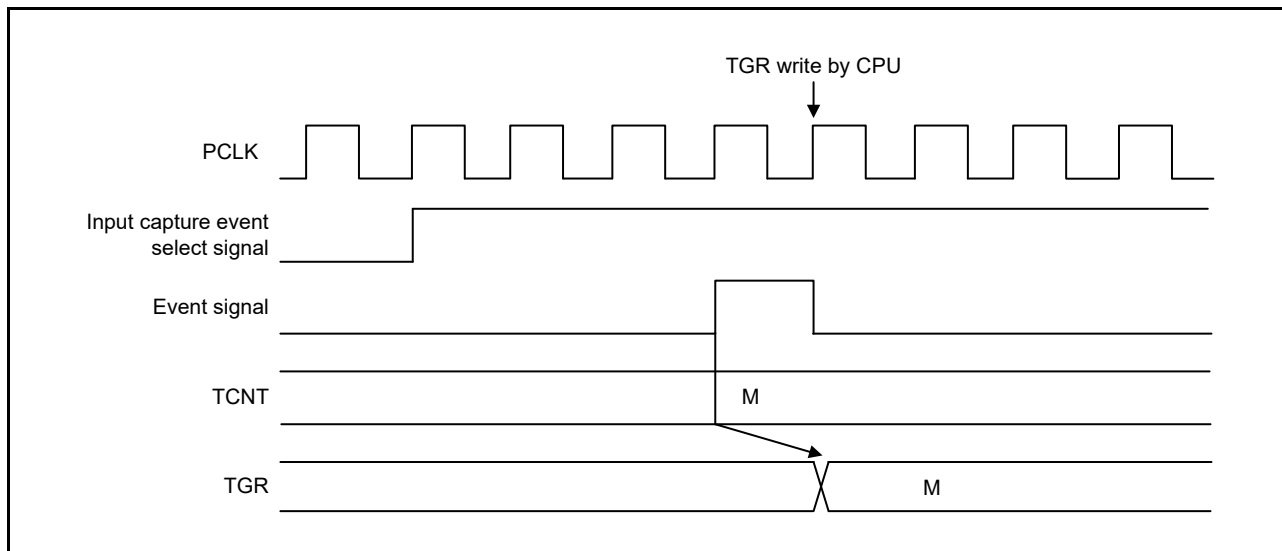 TGR write by CPU
PCLK
Input capture event
select signal
Event signal
TCNT
M
TGR
M